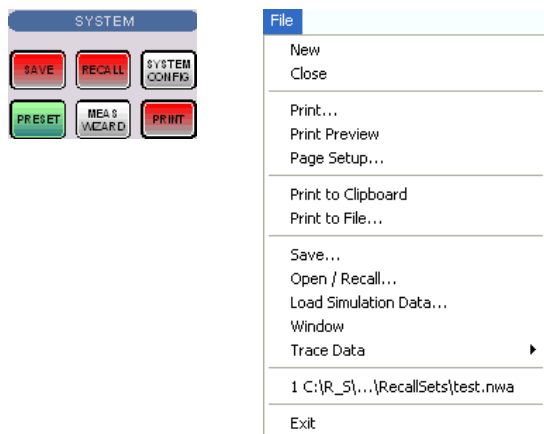 SYSTEM
SAVE
RECALL
SYSTEM
CONFIG
PRESET
MEAS
WIZARD
PRINT
File
New
Close
Print...
Print Preview
Page Setup...
Print to Clipboard
Print to File...
Save...
Open / Recall...
Load Simulation Data...
Window
Trace Data
1 C:\R_S\...\RecallSets\test.nwa
Exit